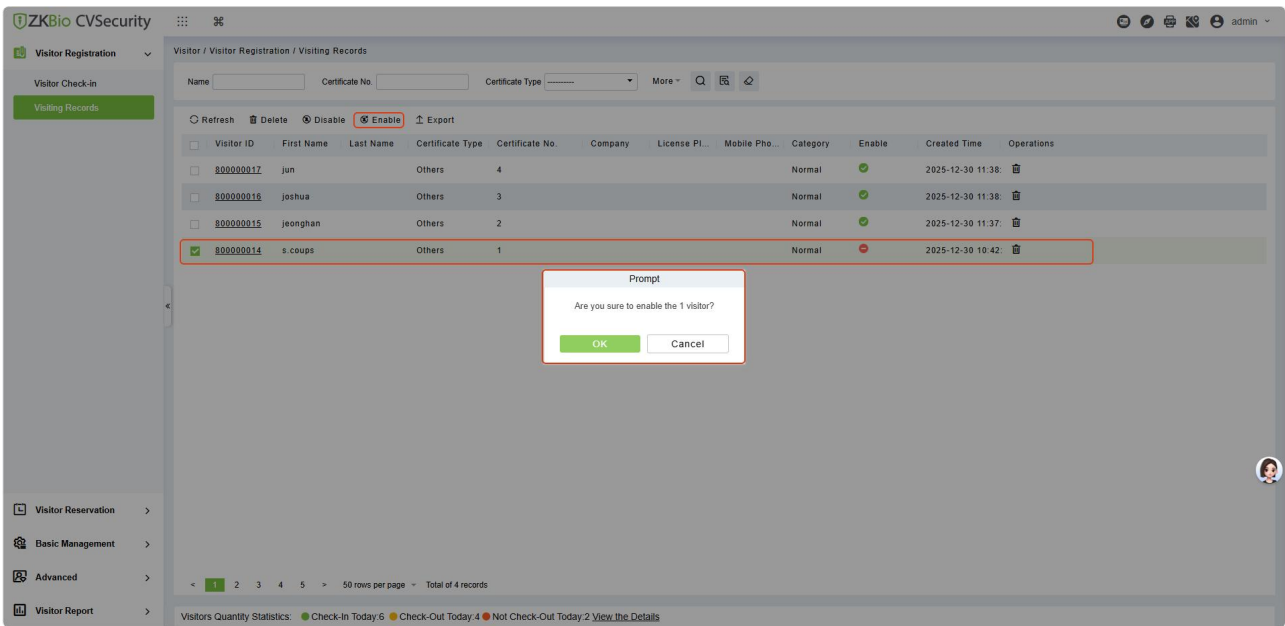 ZKBio CVSecurity
admin
Visitor Registration
Visitor / Visitor Registration / Visiting Records
Visitor Check-in
Name Certificate No. Certificate Type ---------- More
Visiting Records
Refresh Delete Disable Enable Export
Visitor ID First Name Last Name Certificate Type Certificate No. Company License Pl... Mobile Pho... Category Enable Created Time Operations
800000017 jun Others 4 Normal 2025-12-30 11:38:
800000016 joshua Others 3 Normal 2025-12-30 11:38:
800000015 jeonghan Others 2 Normal 2025-12-30 11:37:
800000014 s.coups Others 1 Normal 2025-12-30 10:42:
Prompt
Are you sure to enable the 1 visitor?
OK Cancel
Visitor Reservation
Basic Management
Advanced
Visitor Report
< 1 2 3 4 5 > 50 rows per page Total of 4 records
Visitors Quantity Statistics: Check-In Today:6 Check-Out Today:4 Not Check-Out Today:2 View the Details